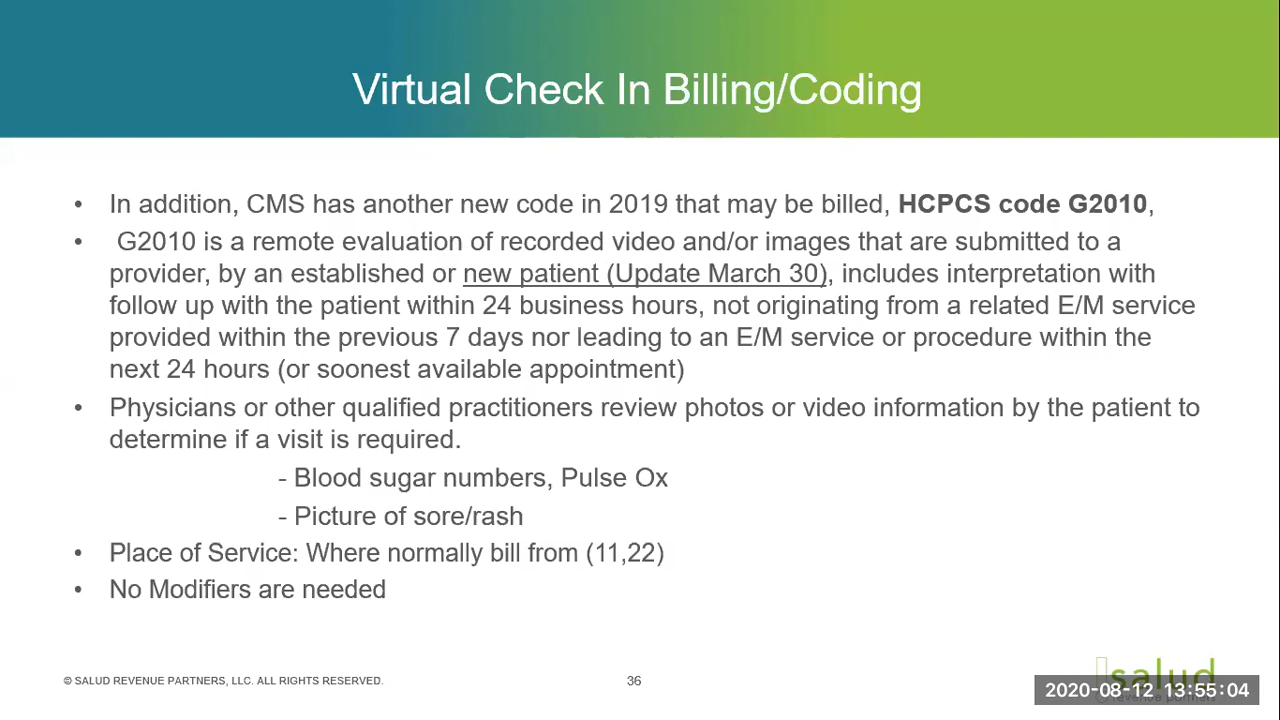 Virtual Check In Billing/Coding
• In addition, CMS has another new code in 2019 that may be billed, HCPCS code G2010,
• G2010 is a remote evaluation of recorded video and/or images that are submitted to a
provider, by an established or new patient (Update March 30), includes interpretation with
follow up with the patient within 24 business hours, not originating from a related E/M service
provided within the previous 7 days nor leading to an E/M service or procedure within the
next 24 hours (or soonest available appointment)
• Physicians or other qualified practitioners review photos or video information by the patient to
determine if a visit is required.
- Blood sugar numbers, Pulse Ox
- Picture of sore/rash
• Place of Service: Where normally bill from (11,22)
• No Modifiers are needed
© SALUD REVENUE PARTNERS, LLC. ALL RIGHTS RESERVED.
36
salud
2020-08-12 13:55:04